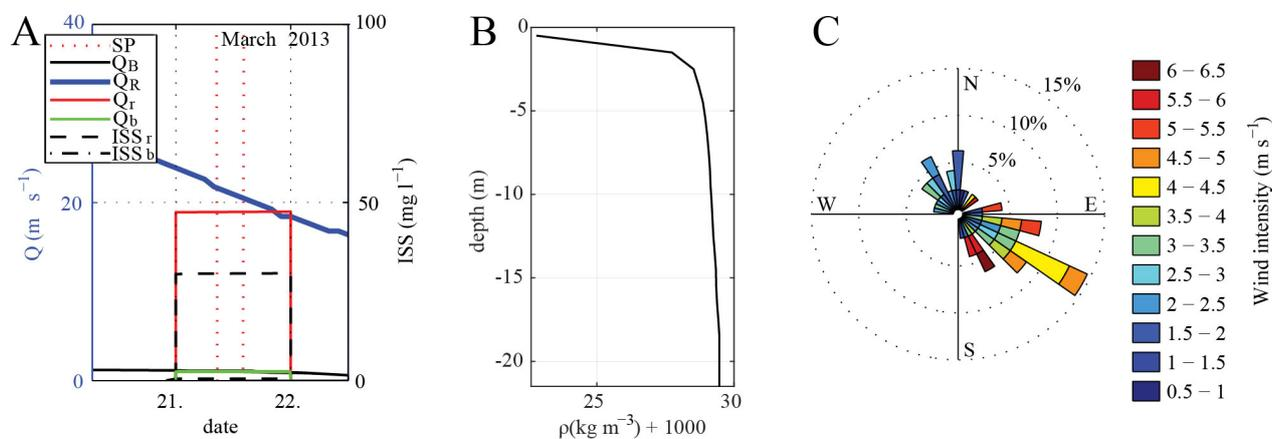 A
40
20
0
Q (m s⁻¹)
SP
Q_B
Q_R
Q_r
Q_b
ISS r
ISS b
March 2013
100
50
0
ISS (mg l⁻¹)
21. 22.
date
B
0
-5
-10
-15
-20
depth (m)
25 30
ρ(kg m⁻³) + 1000
C
N
15%
10%
5%
W E
S
6 – 6.5
5.5 – 6
5 – 5.5
4.5 – 5
4 – 4.5
3.5 – 4
3 – 3.5
2.5 – 3
2 – 2.5
1.5 – 2
1 – 1.5
0.5 – 1
Wind intensity (m s⁻¹)